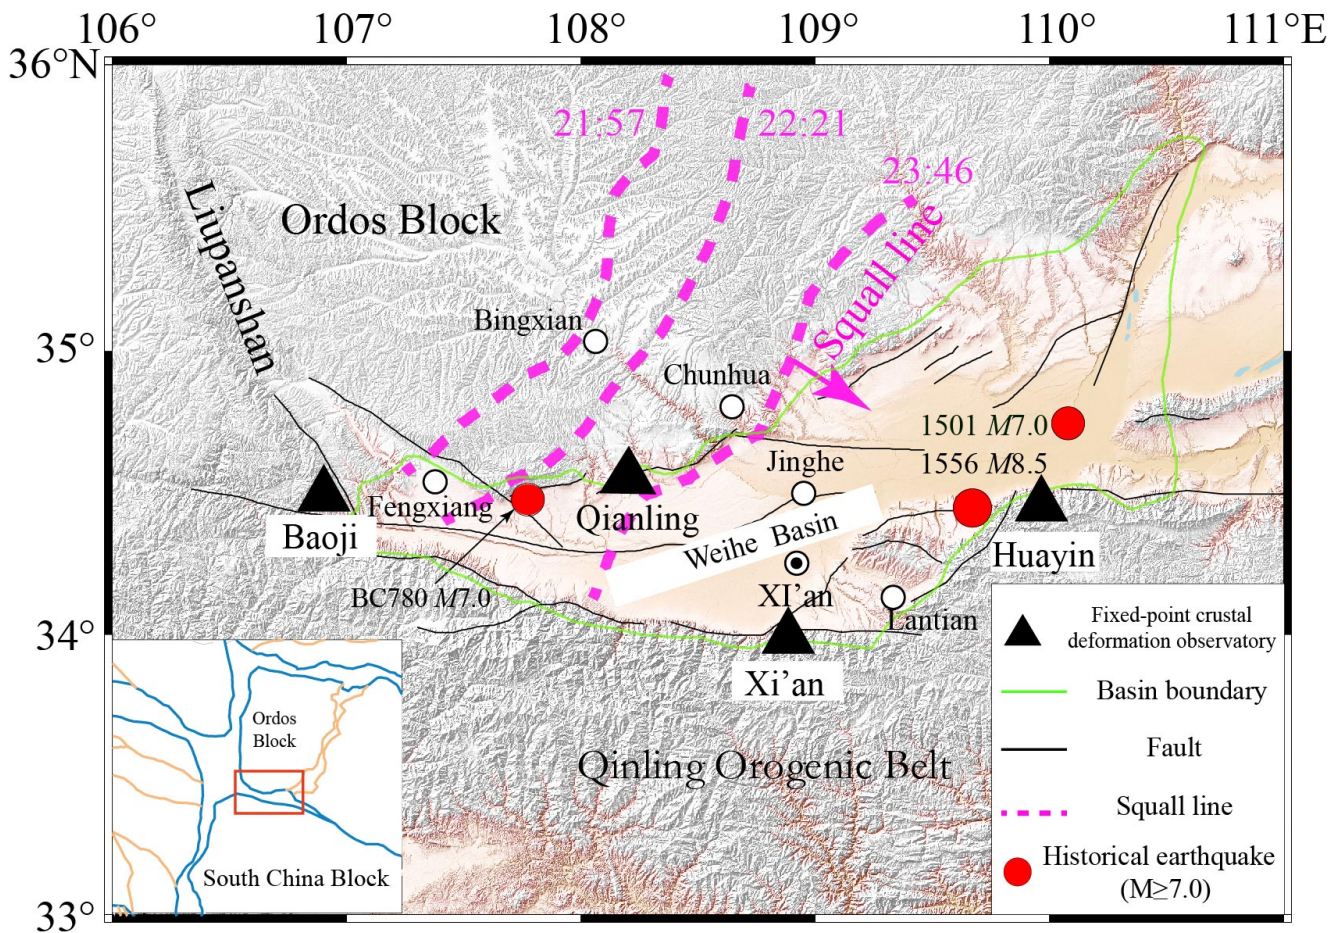 106° 107° 108° 109° 110° 111°E
36°N
35°
34°
33°
21:57
22:21
23:46
Squall line
Liupanshan
Ordos Block
Bingxian
Chunhua
1501 M7.0
1556 M8.5
Jinghe
Fengxiang
Qianling
Baoji
Weihe Basin
Huayin
BC780 M7.0
XI’an
Lantian
Xi’an
Qinling Orogenic Belt
Ordos
Block
South China Block
Fixed-point crustal
deformation observatory
Basin boundary
Fault
Squall line
Historical earthquake
(M≥7.0)